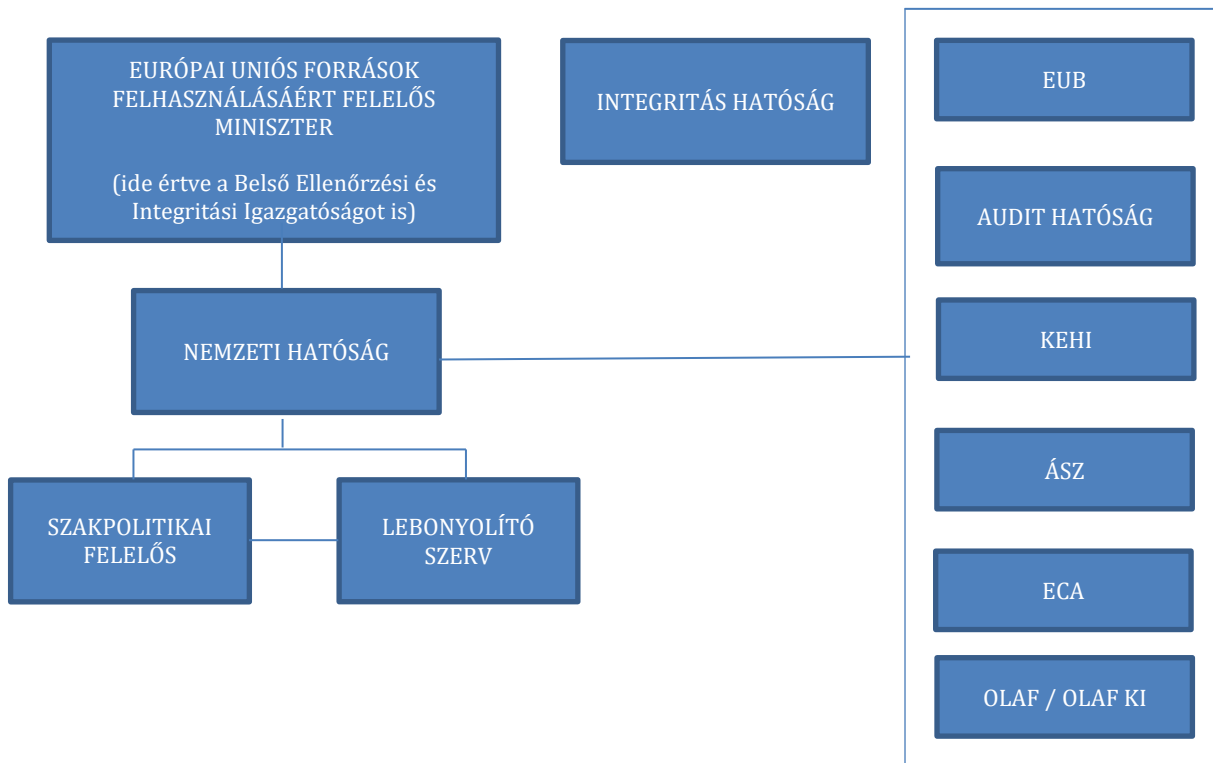 EURÓPAI UNIÓS FORRÁSOK
FELHASZNÁLÁSÁÉRT FELELŐS
MINISZTER
(ide értve a Belső Ellenőrzési és
Integritási Igazgatóságot is)
INTEGRITÁS HATÓSÁG
NEMZETI HATÓSÁG
SZAKPOLITIKAI
FELELŐS
LEBONYOLÍTÓ
SZERV
EUB
AUDIT HATÓSÁG
KEHI
ÁSZ
ECA
OLAF / OLAF KI